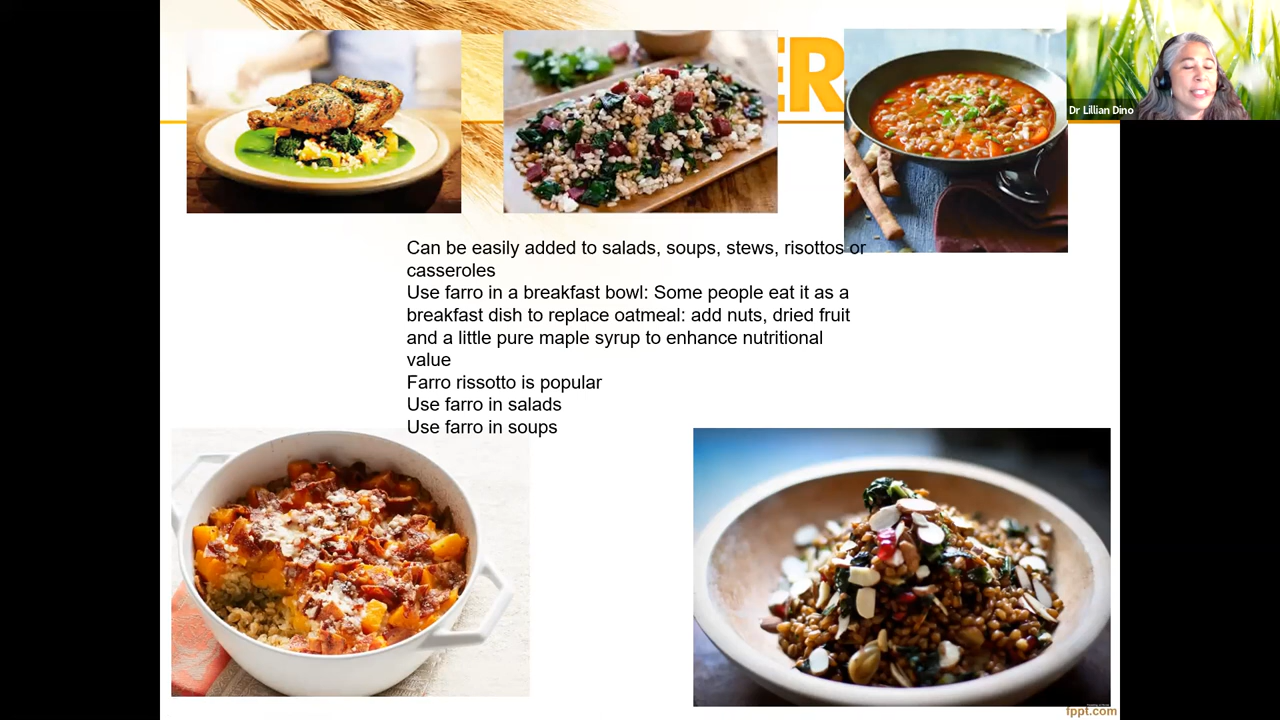 ER
Dr Lillian Dino
Can be easily added to salads, soups, stews, risottos or
casseroles
Use farro in a breakfast bowl: Some people eat it as a
breakfast dish to replace oatmeal: add nuts, dried fruit
and a little pure maple syrup to enhance nutritional
value
Farro rissotto is popular
Use farro in salads
Use farro in soups
fppt.com